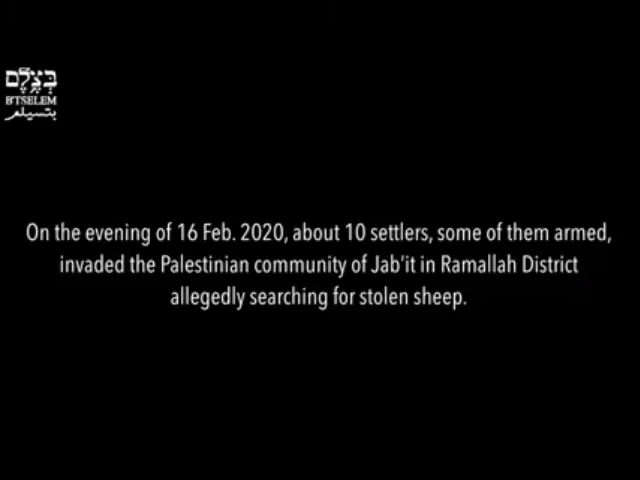 בְּצֶלֶם
B'TSELEM
بتسيلم
On the evening of 16 Feb. 2020, about 10 settlers, some of them armed,
invaded the Palestinian community of Jab'it in Ramallah District
allegedly searching for stolen sheep.